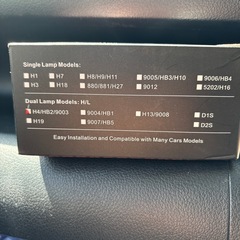 Single Lamp Models:
H1 H7 H8/H9/H11 9005/HB3/H10 9006/HB4
H3 H18 880/881/H27 9012 5202/H16
Dual Lamp Models: H/L
H4/HB2/9003 9004/HB1 H13/9008 D1S
H19 9007/HB5 D2S
Easy Installation and Compatible with Many Cars Models